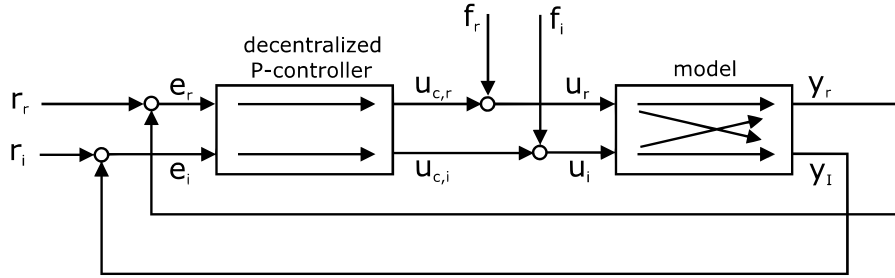 f_r
f_i
decentralized
P-controller
model
r_r
e_r
u_c,r
u_r
y_r
r_i
e_i
u_c,i
u_i
y_I